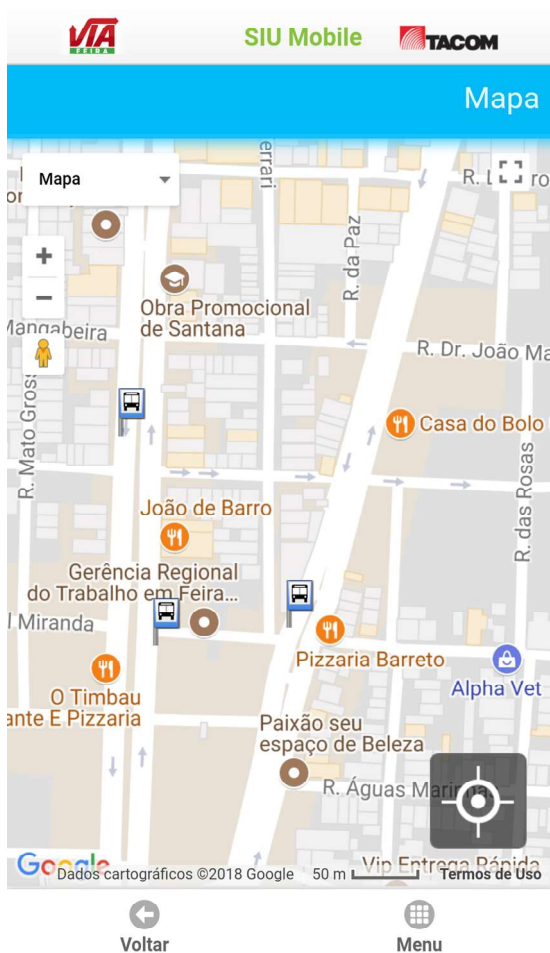 VIA
FEIRA
SIU Mobile
TACOM
Mapa
Mapa
errari
R. da Paz
Obra Promocional
de Santana
Mangabeira
R. Dr. João Ma
R. Mato Gross
Casa do Bolo
R. das Rosas
João de Barro
Gerência Regional
do Trabalho em Feira...
l Miranda
Pizzaria Barreto
Alpha Vet
O Timbau
ante E Pizzaria
Paixão seu
espaço de Beleza
R. Águas Marinha
Vip Entrega Rápida
Google
Dados cartográficos ©2018 Google
50 m
Termos de Uso
Voltar
Menu